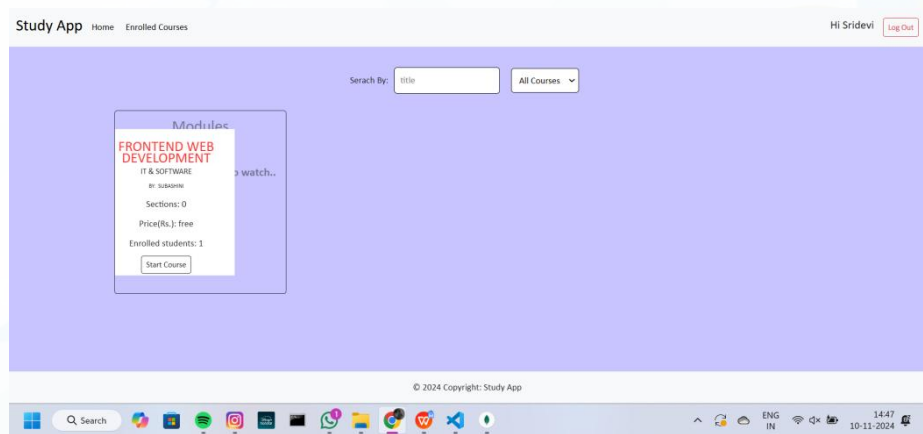 Study App Home Enrolled Courses Hi Sridevi Log Out
Serach By: title All Courses
Modules
FRONTEND WEB
DEVELOPMENT
IT & SOFTWARE
watch..
BY: SUBASHINI
Sections: 0
Price(Rs.): free
Enrolled students: 1
Start Course
© 2024 Copyright: Study App
Search ENG 14:47
IN 10-11-2024